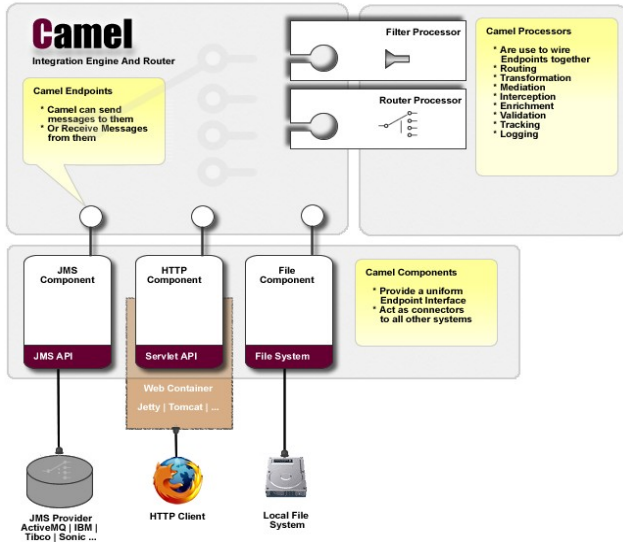 Camel
Integration Engine And Router
Camel Endpoints
* Camel can send
messages to them
* Or Receive Messages
from them
Filter Processor
Router Processor
Camel Processors
* Are use to wire
Endpoints together
* Routing
* Transformation
* Mediation
* Interception
* Enrichment
* Validation
* Tracking
* Logging
JMS
Component
JMS API
HTTP
Component
Servlet API
File
Component
File System
Camel Components
* Provide a uniform
Endpoint Interface
* Act as connectors
to all other systems
Web Container
Jetty | Tomcat | ...
JMS Provider
ActiveMQ | IBM |
Tibco | Sonic ...
HTTP Client
Local File
System